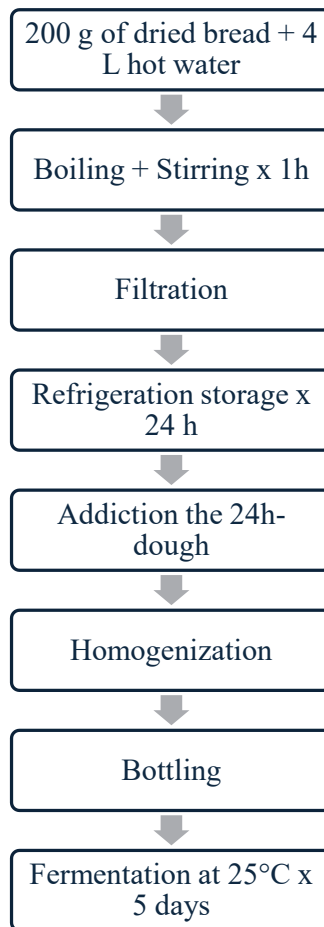 200 g of dried bread + 4
L hot water
Boiling + Stirring x 1h
Filtration
Refrigeration storage x
24 h
Addiction the 24h-
dough
Homogenization
Bottling
Fermentation at 25°C x
5 days